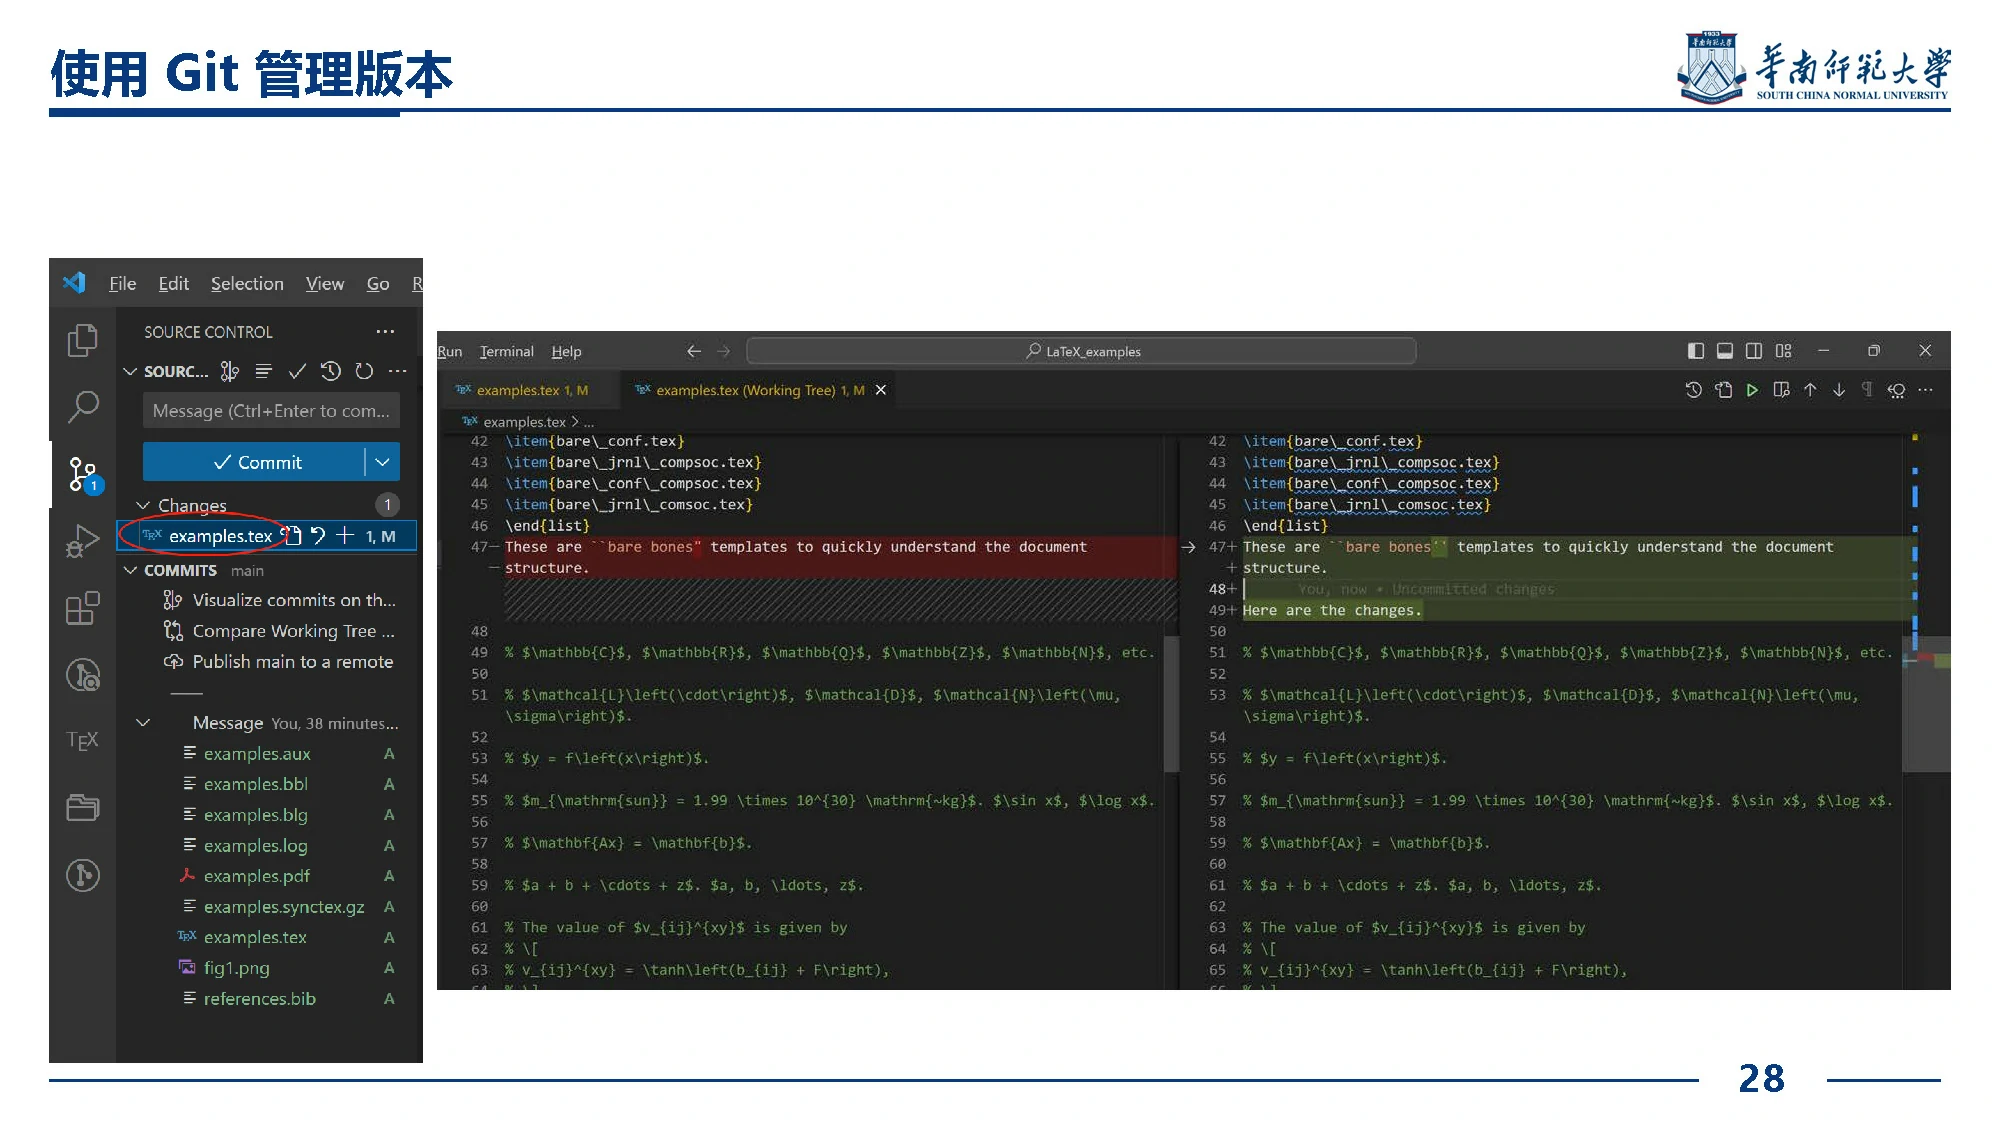 使用 Git 管理版本
1933
華南師範大學
SOUTH CHINA NORMAL UNIVERSITY
File Edit Selection View Go R
SOURCE CONTROL
SOURC...
Message (Ctrl+Enter to com...
Commit
1
Changes 1
examples.tex 1, M
COMMITS main
Visualize commits on th...
Compare Working Tree ...
Publish main to a remote
Message You, 38 minutes...
TEX
examples.aux A
examples.bbl A
examples.blg A
examples.log A
examples.pdf A
examples.synctex.gz A
examples.tex A
fig1.png A
references.bib A
Run Terminal Help LaTeX_examples
examples.tex 1, M examples.tex (Working Tree) 1, M
examples.tex > ...
42 \item{bare\_conf.tex}
43 \item{bare\_jrnl\_compsoc.tex}
44 \item{bare\_conf\_compsoc.tex}
45 \item{bare\_jrnl\_comsoc.tex}
46 \end{list}
47− These are ``bare bones" templates to quickly understand the document
− structure.
48
49 % $\mathbb{C}$, $\mathbb{R}$, $\mathbb{Q}$, $\mathbb{Z}$, $\mathbb{N}$, etc.
50
51 % $\mathcal{L}\left(\cdot\right)$, $\mathcal{D}$, $\mathcal{N}\left(\mu,
\sigma\right)$.
52
53 % $y = f\left(x\right)$.
54
55 % $m_{\mathrm{sun}} = 1.99 \times 10^{30} \mathrm{~kg}$. $\sin x$, $\log x$.
56
57 % $\mathbf{Ax} = \mathbf{b}$.
58
59 % $a + b + \cdots + z$. $a, b, \ldots, z$.
60
61 % The value of $v_{ij}^{xy}$ is given by
62 % \[
63 % v_{ij}^{xy} = \tanh\left(b_{ij} + F\right),
42 \item{bare\_conf.tex}
43 \item{bare\_jrnl\_compsoc.tex}
44 \item{bare\_conf\_compsoc.tex}
45 \item{bare\_jrnl\_comsoc.tex}
46 \end{list}
47+ These are ``bare bones'' templates to quickly understand the document
+ structure.
48+ You, now • Uncommitted changes
49+ Here are the changes.
50
51 % $\mathbb{C}$, $\mathbb{R}$, $\mathbb{Q}$, $\mathbb{Z}$, $\mathbb{N}$, etc.
52
53 % $\mathcal{L}\left(\cdot\right)$, $\mathcal{D}$, $\mathcal{N}\left(\mu,
\sigma\right)$.
54
55 % $y = f\left(x\right)$.
56
57 % $m_{\mathrm{sun}} = 1.99 \times 10^{30} \mathrm{~kg}$. $\sin x$, $\log x$.
58
59 % $\mathbf{Ax} = \mathbf{b}$.
60
61 % $a + b + \cdots + z$. $a, b, \ldots, z$.
62
63 % The value of $v_{ij}^{xy}$ is given by
64 % \[
65 % v_{ij}^{xy} = \tanh\left(b_{ij} + F\right),
28